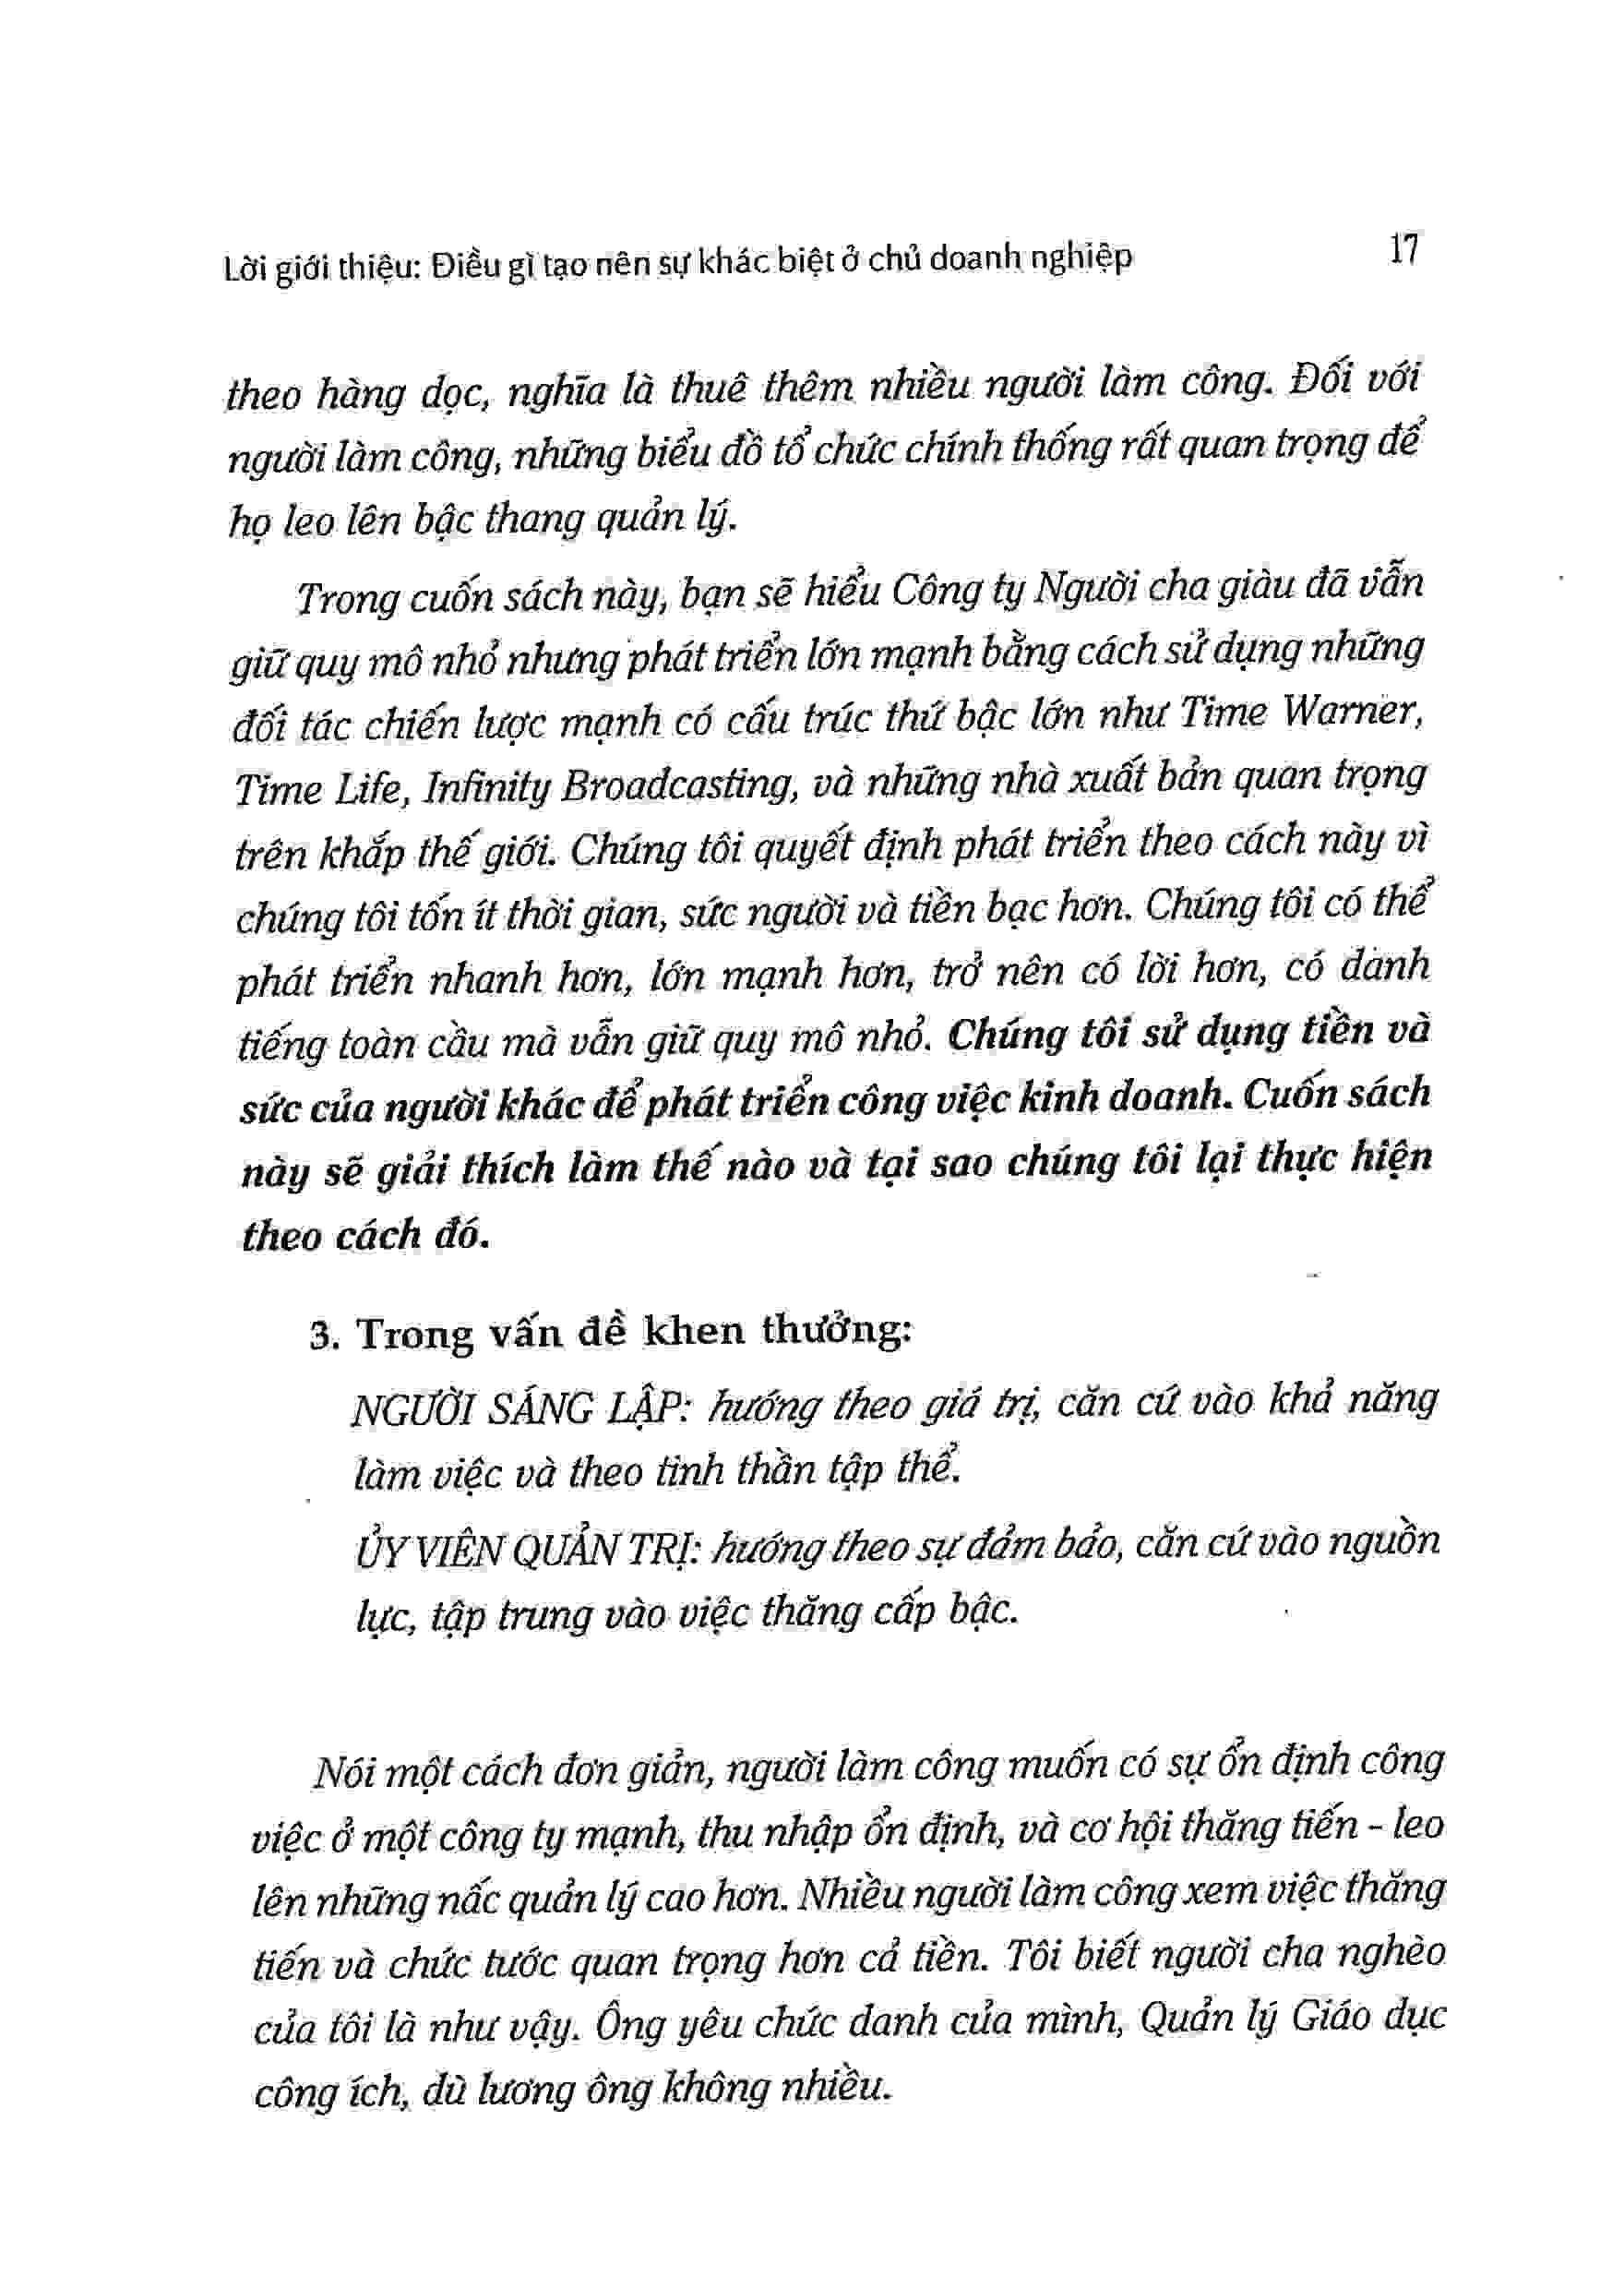 Lời giới thiệu: Điều gì tạo nên sự khác biệt ở chủ doanh nghiệp 17
theo hàng dọc, nghĩa là thuê thêm nhiều người làm công. Đối với
người làm công, những biểu đồ tổ chức chính thống rất quan trọng để
họ leo lên bậc thang quản lý.
Trong cuốn sách này, bạn sẽ hiểu Công ty Người cha giàu đã vẫn
giữ quy mô nhỏ nhưng phát triển lớn mạnh bằng cách sử dụng những
đối tác chiến lược mạnh có cấu trúc thứ bậc lớn như Time Warner,
Time Life, Infinity Broadcasting, và những nhà xuất bản quan trọng
trên khắp thế giới. Chúng tôi quyết định phát triển theo cách này vì
chúng tôi tốn ít thời gian, sức người và tiền bạc hơn. Chúng tôi có thể
phát triển nhanh hơn, lớn mạnh hơn, trở nên có lời hơn, có danh
tiếng toàn cầu mà vẫn giữ quy mô nhỏ. Chúng tôi sử dụng tiền và
sức của người khác để phát triển công việc kinh doanh. Cuốn sách
này sẽ giải thích làm thế nào và tại sao chúng tôi lại thực hiện
theo cách đó.
3. Trong vấn đề khen thưởng:
NGƯỜI SÁNG LẬP: hướng theo giá trị, căn cứ vào khả năng
làm việc và theo tinh thần tập thể.
ỦY VIÊN QUẢN TRỊ: hướng theo sự đảm bảo, căn cứ vào nguồn
lực, tập trung vào việc thăng cấp bậc.
Nói một cách đơn giản, người làm công muốn có sự ổn định công
việc ở một công ty mạnh, thu nhập ổn định, và cơ hội thăng tiến - leo
lên những nấc quản lý cao hơn. Nhiều người làm công xem việc thăng
tiến và chức tước quan trọng hơn cả tiền. Tôi biết người cha nghèo
của tôi là như vậy. Ông yêu chức danh của mình, Quản lý Giáo dục
công ích, dù lương ông không nhiều.